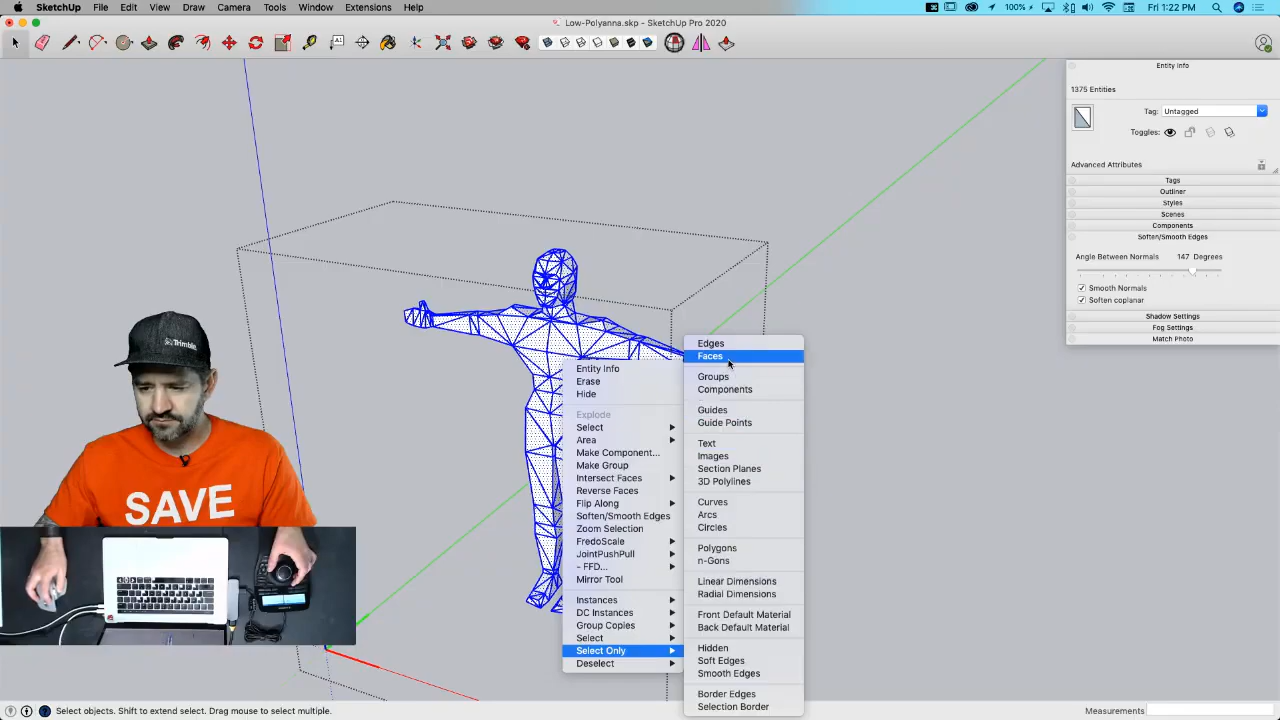 SketchUp File Edit View Draw Camera Tools Window Extensions Help
100% Fri 1:22 PM
Low-Polyanna.skp - SketchUp Pro 2020
Entity Info
1375 Entities
Tag: Untagged
Toggles:
Advanced Attributes
Tags
Outliner
Styles
Scenes
Components
Soften/Smooth Edges
Angle Between Normals 147 Degrees
Smooth Normals
Soften coplanar
Shadow Settings
Fog Settings
Match Photo
Entity Info
Erase
Hide
Explode
Select
Area
Make Component...
Make Group
Intersect Faces
Reverse Faces
Flip Along
Soften/Smooth Edges
Zoom Selection
FredoScale
JointPushPull
- FFD...
Mirror Tool
Instances
DC Instances
Group Copies
Select
Select Only
Deselect
Edges
Faces
Groups
Components
Guides
Guide Points
Text
Images
Section Planes
3D Polylines
Curves
Arcs
Circles
Polygons
n-Gons
Linear Dimensions
Radial Dimensions
Front Default Material
Back Default Material
Hidden
Soft Edges
Smooth Edges
Border Edges
Selection Border
Trimble
SAVE
Select objects. Shift to extend select. Drag mouse to select multiple.
Measurements